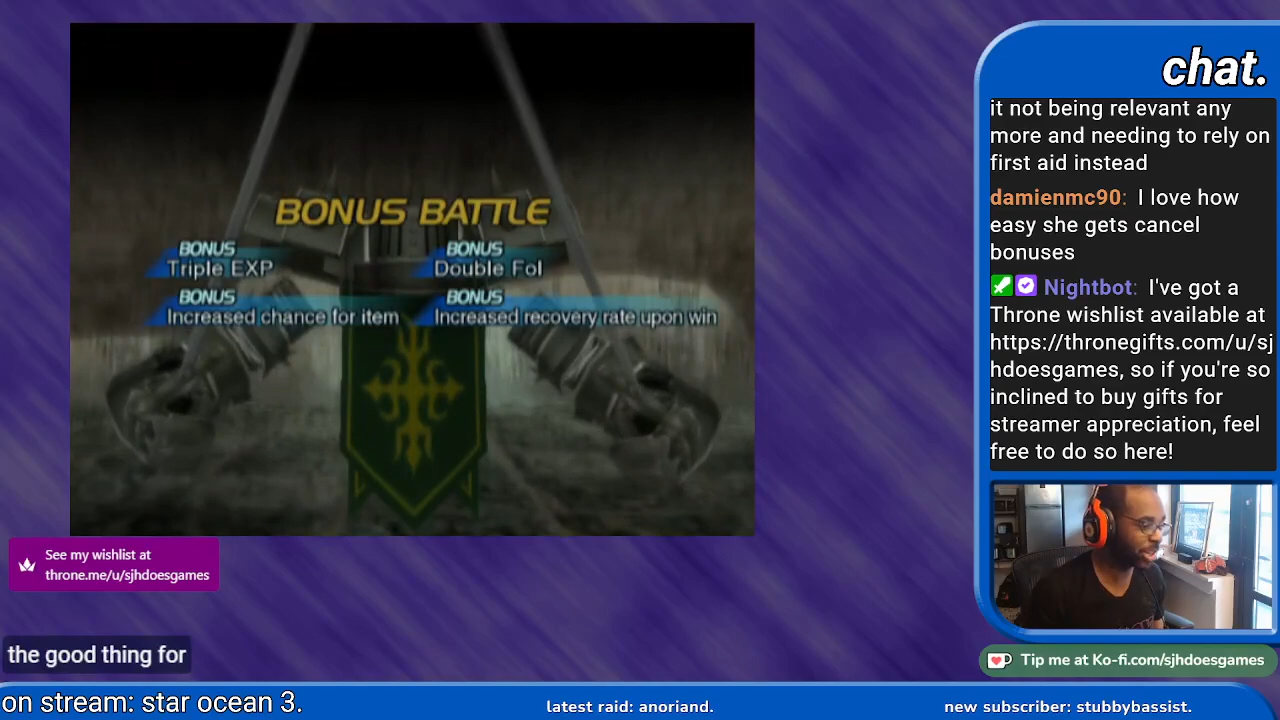 BONUS BATTLE
BONUS
Triple EXP
BONUS
Double Fol
BONUS
Increased chance for item
BONUS
Increased recovery rate upon win
See my wishlist at
throne.me/u/sjhdoesgames
the good thing for
chat.
it not being relevant any
more and needing to rely on
first aid instead
damienmc90: I love how
easy she gets cancel
bonuses
Nightbot: I've got a
Throne wishlist available at
https://thronegifts.com/u/sj
hdoesgames, so if you're so
inclined to buy gifts for
streamer appreciation, feel
free to do so here!
Tip me at Ko-fi.com/sjhdoesgames
on stream: star ocean 3.
latest raid: anoriand.
new subscriber: stubbybassist.